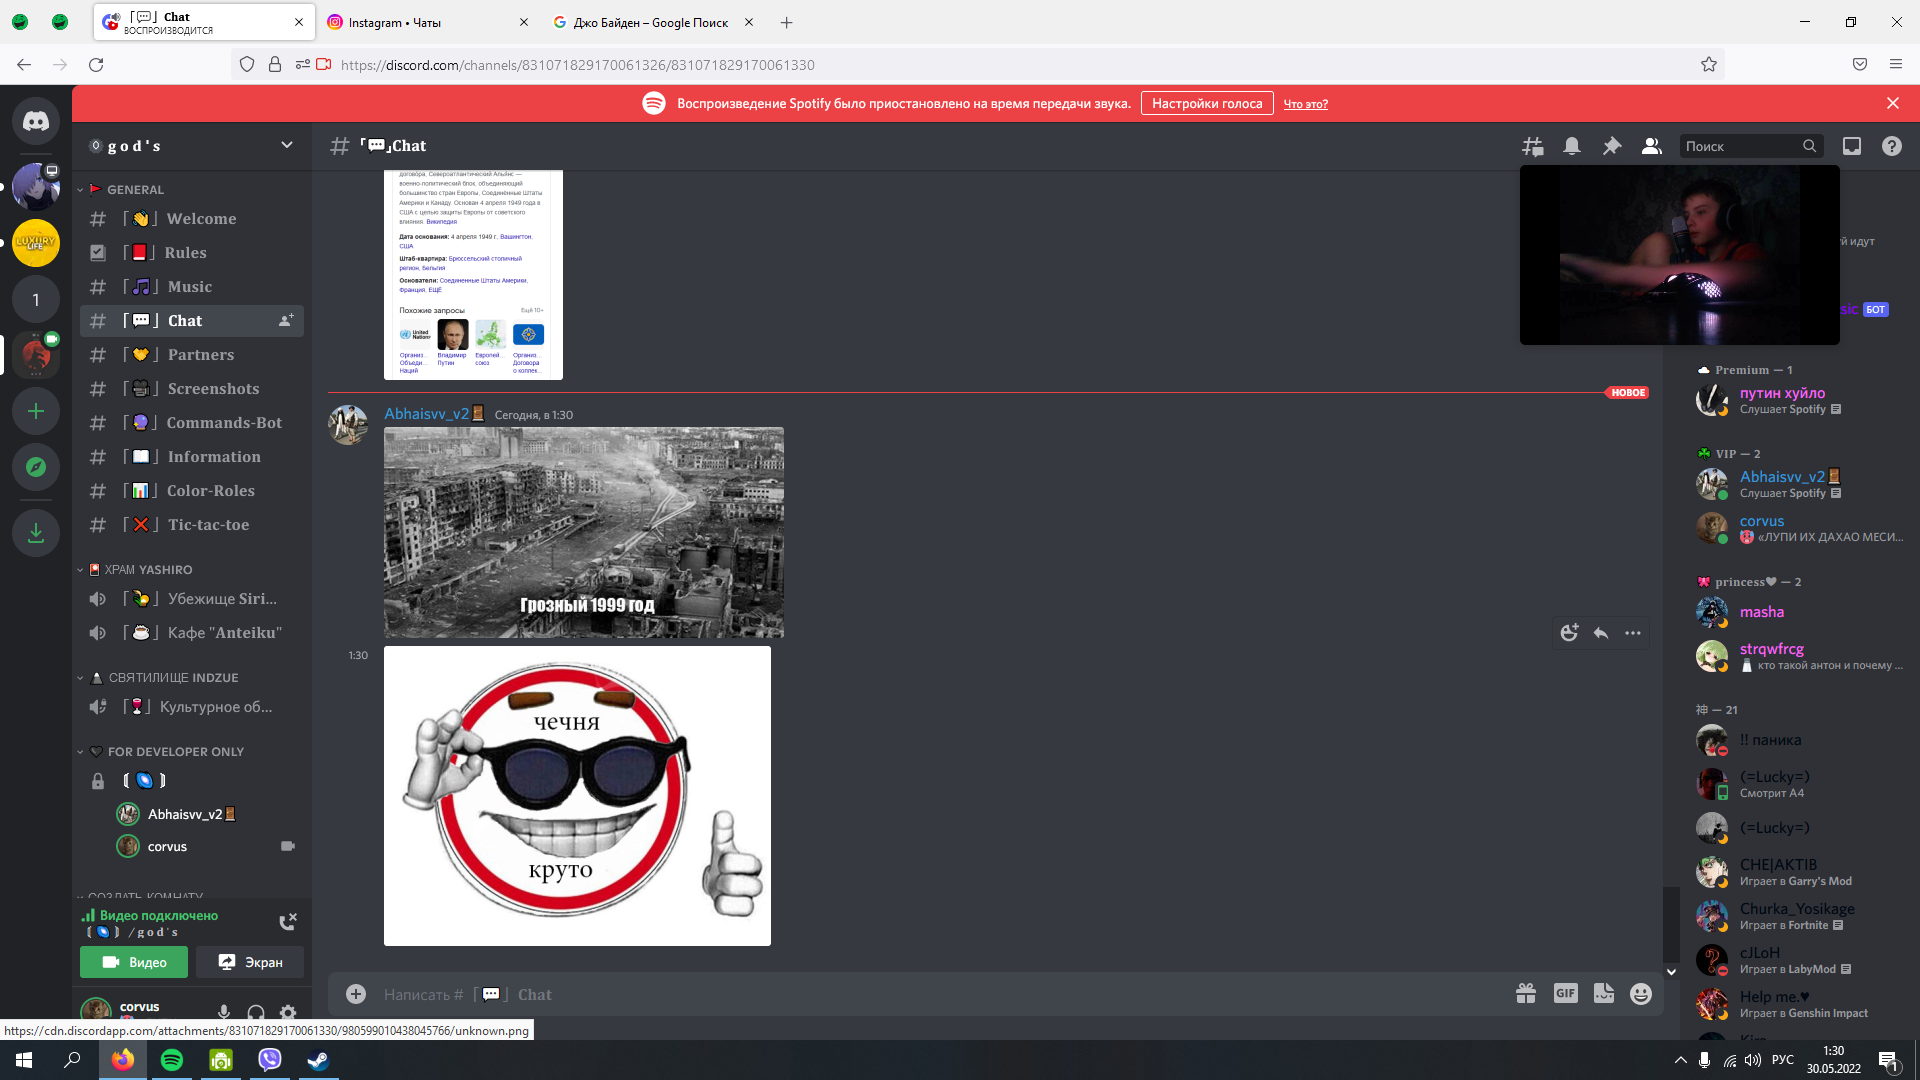 「💬」 Chat
ВОСПРОИЗВОДИТСЯ
Instagram • Чаты
Джо Байден – Google Поиск
https://discord.com/channels/831071829170061326/831071829170061330
Воспроизведение Spotify было приостановлено на время передачи звука.
Настройки голоса
Что это?
g o d ' s
「💬」Chat
Поиск
GENERAL
「👋」 Welcome
「📕」 Rules
「🎵」 Music
「💬」 Chat
「🤝」 Partners
「🎥」 Screenshots
「🔮」 Commands-Bot
「📖」 Information
「📊」 Color-Roles
「❌」 Tic-tac-toe
ХРАМ YASHIRO
Убежище Siri...
Кафе "Anteiku"
СВЯТИЛИЩЕ INDZUE
「🍷」 Культурное об...
FOR DEVELOPER ONLY
Abhaisvv_v2🚪
corvus
СОЗДАТЬ КОМНАТУ
Видео подключено
/ g o d ' s
Видео
Экран
corvus
LUXURY
LIFE
1
договора, Североатлантический Альянс —
военно-политический блок, объединяющий
большинство стран Европы, Соединённые Штаты
Америки и Канаду. Основан 4 апреля 1949 года в
США с целью защиты Европы от советского
влияния. Википедия
Дата основания: 4 апреля 1949 г., Вашингтон,
США
Штаб-квартира: Брюссельский столичный
регион, Бельгия
Основатели: Соединенные Штаты Америки,
Франция, ЕЩЁ
Похожие запросы
Ещё 10+
United
Nations
Организ...
Объеди...
Наций
Владимир
Путин
Европей...
союз
Организ...
Договора
о коллек...
НОВОЕ
Abhaisvv_v2🚪 Сегодня, в 1:30
Грозный 1999 год
1:30
чечня
круто
Написать # 「💬」 Chat
GIF
й идут
sic БОТ
Premium — 1
путин хуйло
Слушает Spotify
VIP — 2
Abhaisvv_v2🚪
Слушает Spotify
corvus
«ЛУПИ ИХ ДАХАО МЕСИ...
princess🖤 — 2
masha
strqwfrcg
кто такой антон и почему ...
神 — 21
!! паника
(=Lucky=)
Смотрит A4
(=Lucky=)
CHE|AKTIB
Играет в Garry's Mod
Churka_Yosikage
Играет в Fortnite
cJLoH
Играет в LabyMod
Help me.♥
Играет в Genshin Impact
https://cdn.discordapp.com/attachments/831071829170061330/980599010438045766/unknown.png
РУС
1:30
30.05.2022
1